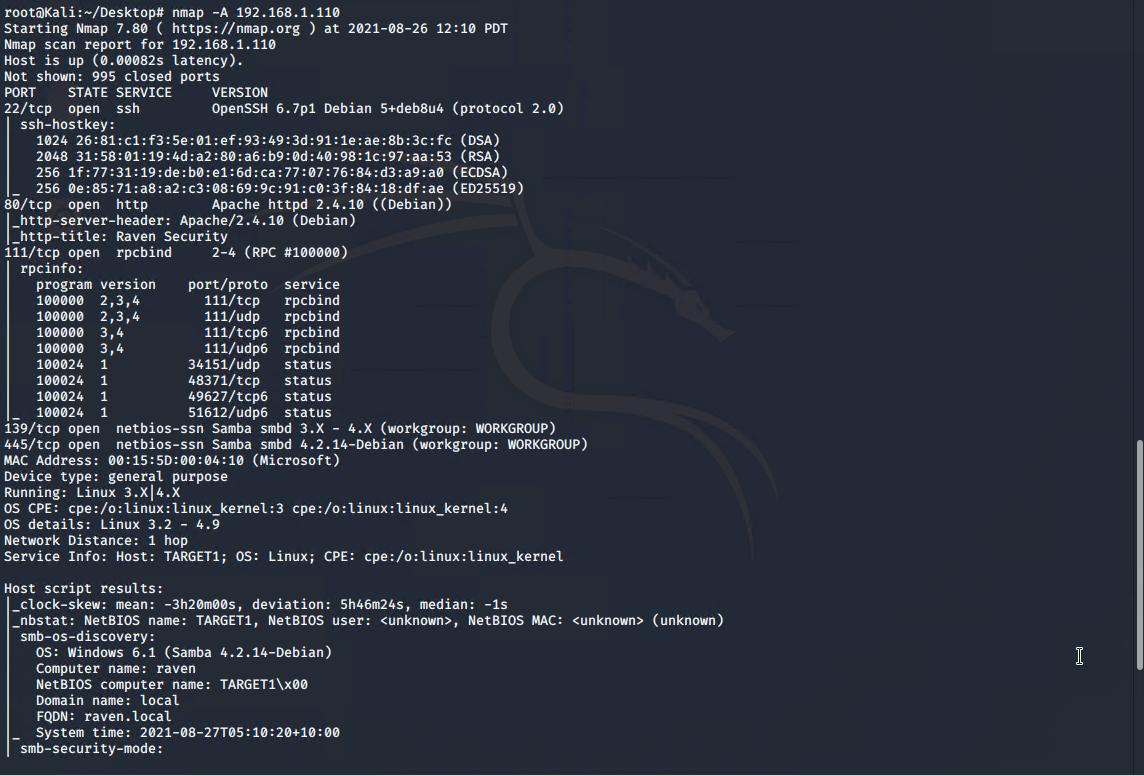 root@Kali:~/Desktop# nmap -A 192.168.1.110
Starting Nmap 7.80 ( https://nmap.org ) at 2021-08-26 12:10 PDT
Nmap scan report for 192.168.1.110
Host is up (0.00082s latency).
Not shown: 995 closed ports
PORT    STATE SERVICE     VERSION
22/tcp  open  ssh         OpenSSH 6.7p1 Debian 5+deb8u4 (protocol 2.0)
| ssh-hostkey:
|   1024 26:81:c1:f3:5e:01:ef:93:49:3d:91:1e:ae:8b:3c:fc (DSA)
|   2048 31:58:01:19:4d:a2:80:a6:b9:0d:40:98:1c:97:aa:53 (RSA)
|   256 1f:77:31:19:de:b0:e1:6d:ca:77:07:76:84:d3:a9:a0 (ECDSA)
|_  256 0e:85:71:a8:a2:c3:08:69:9c:91:c0:3f:84:18:df:ae (ED25519)
80/tcp  open  http        Apache httpd 2.4.10 ((Debian))
|_http-server-header: Apache/2.4.10 (Debian)
|_http-title: Raven Security
111/tcp open  rpcbind     2-4 (RPC #100000)
| rpcinfo:
|   program version    port/proto  service
|   100000  2,3,4        111/tcp   rpcbind
|   100000  2,3,4        111/udp   rpcbind
|   100000  3,4          111/tcp6  rpcbind
|   100000  3,4          111/udp6  rpcbind
|   100024  1          34151/udp   status
|   100024  1          48371/tcp   status
|   100024  1          49627/tcp6  status
|_  100024  1          51612/udp6  status
139/tcp open  netbios-ssn Samba smbd 3.X - 4.X (workgroup: WORKGROUP)
445/tcp open  netbios-ssn Samba smbd 4.2.14-Debian (workgroup: WORKGROUP)
MAC Address: 00:15:5D:00:04:10 (Microsoft)
Device type: general purpose
Running: Linux 3.X|4.X
OS CPE: cpe:/o:linux:linux_kernel:3 cpe:/o:linux:linux_kernel:4
OS details: Linux 3.2 - 4.9
Network Distance: 1 hop
Service Info: Host: TARGET1; OS: Linux; CPE: cpe:/o:linux:linux_kernel

Host script results:
|_clock-skew: mean: -3h20m00s, deviation: 5h46m24s, median: -1s
|_nbstat: NetBIOS name: TARGET1, NetBIOS user: <unknown>, NetBIOS MAC: <unknown> (unknown)
| smb-os-discovery:
|   OS: Windows 6.1 (Samba 4.2.14-Debian)
|   Computer name: raven
|   NetBIOS computer name: TARGET1\x00
|   Domain name: local
|   FQDN: raven.local
|_  System time: 2021-08-27T05:10:20+10:00
| smb-security-mode: